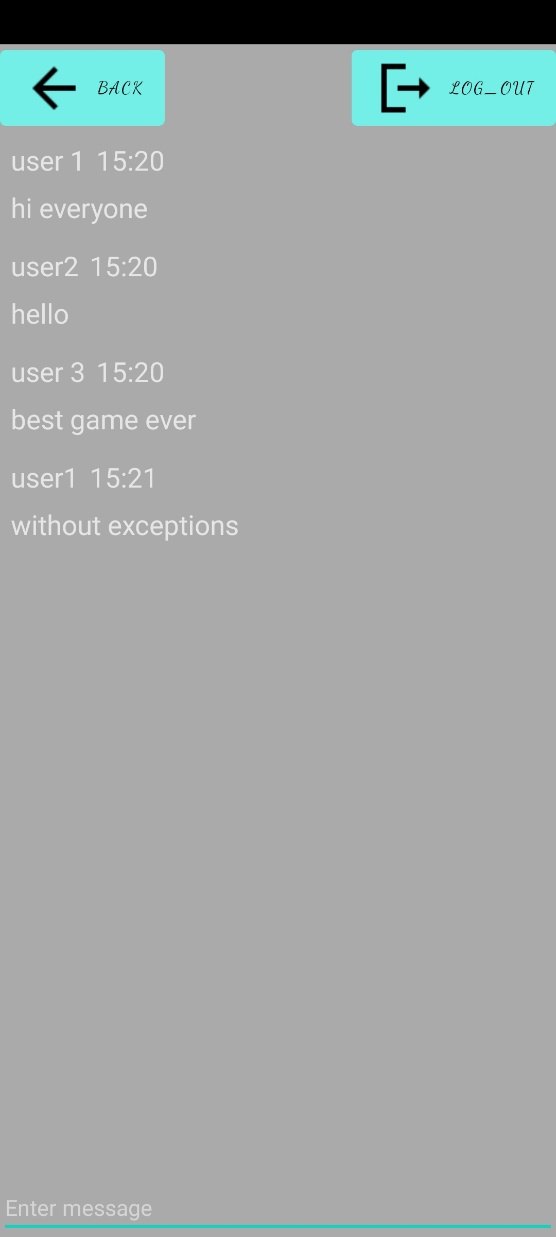 BACK
LOG_OUT
user 1 15:20
hi everyone
user2 15:20
hello
user 3 15:20
best game ever
user1 15:21
without exceptions
Enter message